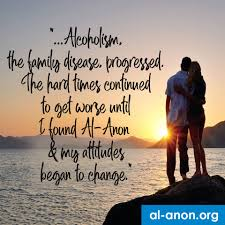 "...Alcoholism,
the family disease, progressed.
The hard times continued
to get worse until
I found Al-Anon
& my attitudes
began to change."
al-anon.org